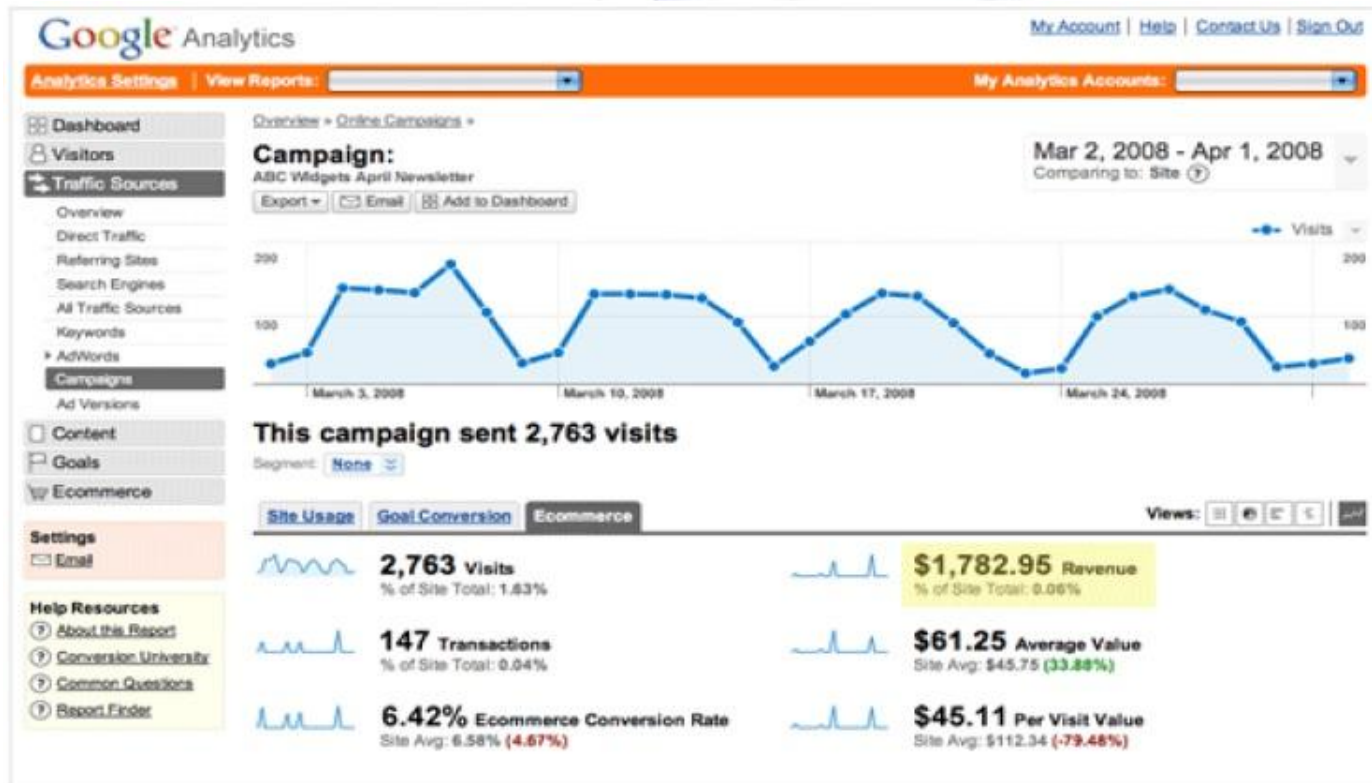 Google Analytics
My Account | Help | Contact Us | Sign Out
Analytics Settings | View Reports:
My Analytics Accounts:
Dashboard
Visitors
Traffic Sources
Overview
Direct Traffic
Referring Sites
Search Engines
All Traffic Sources
Keywords
AdWords
Campaigns
Ad Versions
Content
Goals
Ecommerce
Settings
Email
Help Resources
About this Report
Conversion University
Common Questions
Report Finder
Overview » Online Campaigns »
Campaign:
ABC Widgets April Newsletter
Export Email Add to Dashboard
Mar 2, 2008 - Apr 1, 2008
Comparing to: Site ?
Visits
200 200
100 100
March 3, 2008 March 10, 2008 March 17, 2008 March 24, 2008
This campaign sent 2,763 visits
Segment: None
Site Usage Goal Conversion Ecommerce
Views:
2,763 Visits
% of Site Total: 1.63%
$1,782.95 Revenue
% of Site Total: 0.06%
147 Transactions
% of Site Total: 0.04%
$61.25 Average Value
Site Avg: $45.75 (33.88%)
6.42% Ecommerce Conversion Rate
Site Avg: 6.58% (4.67%)
$45.11 Per Visit Value
Site Avg: $112.34 (-79.48%)